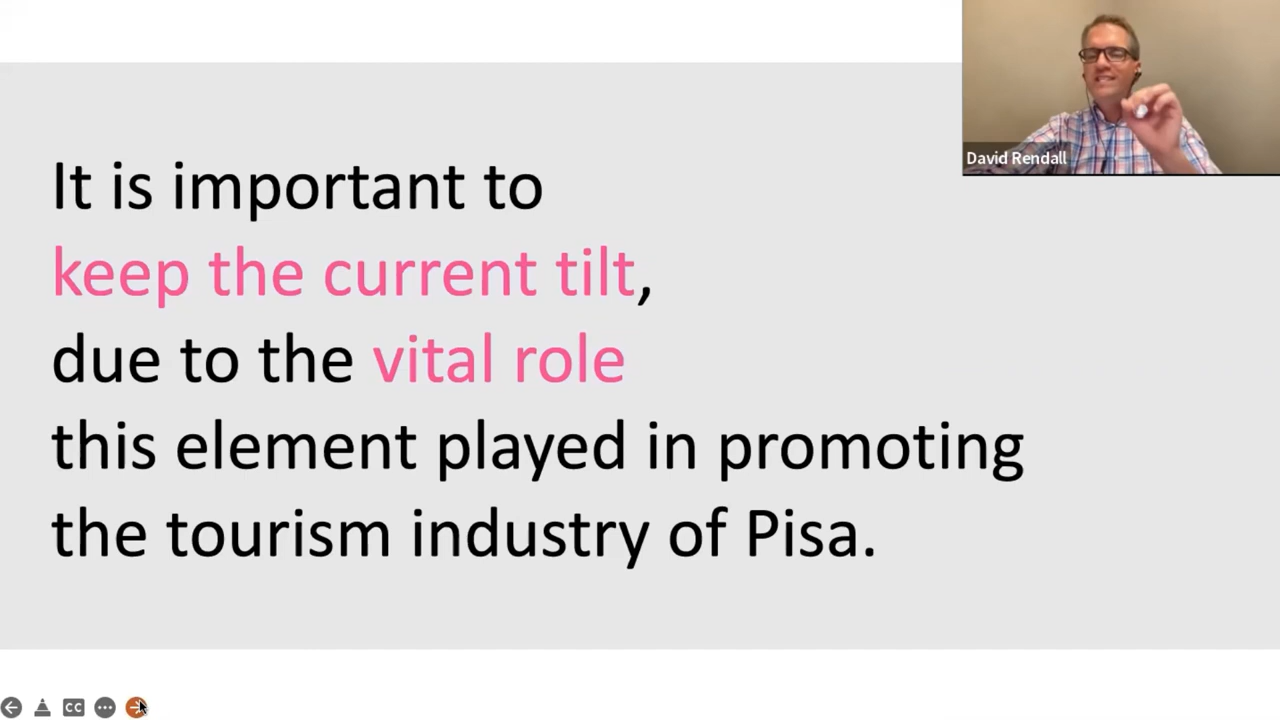 It is important to
keep the current tilt,
due to the vital role
this element played in promoting
the tourism industry of Pisa.
David Rendall
CC